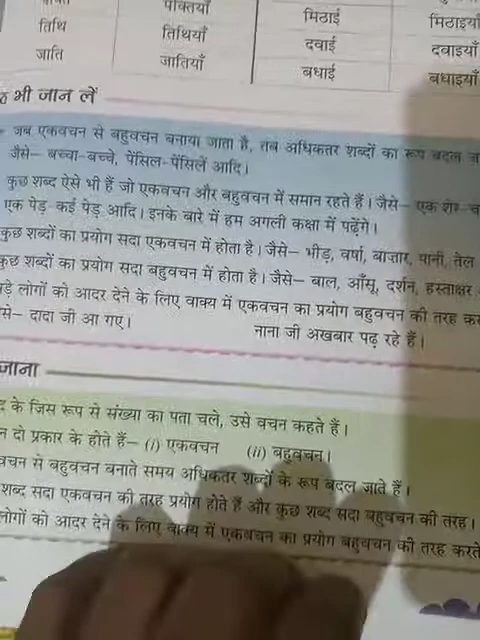 पंक्तियाँ मिठाई मिठाइयाँ
तिथि तिथियाँ दवाई दवाइयाँ
जाति जातियाँ बधाई बधाइयाँ
भी जान लें
जब एकवचन से बहुवचन बनाया जाता है, तब अधिकतर शब्दों का रूप बदल
जैसे– बच्चा-बच्चे, पेंसिल-पेंसिलें आदि।
कुछ शब्द ऐसे भी हैं जो एकवचन और बहुवचन में समान रहते हैं। जैसे– एक शेर
एक पेड़-कई पेड़ आदि। इनके बारे में हम अगली कक्षा में पढ़ेंगे।
कुछ शब्दों का प्रयोग सदा एकवचन में होता है। जैसे– भीड़, वर्षा, बाजार, पानी, तेल
कुछ शब्दों का प्रयोग सदा बहुवचन में होता है। जैसे– बाल, आँसू, दर्शन, हस्ताक्षर
लोगों को आदर देने के लिए वाक्य में एकवचन का प्रयोग बहुवचन की तरह
दादा जी आ गए। नाना जी अखबार पढ़ रहे हैं।
जाना
के जिस रूप से संख्या का पता चले, उसे वचन कहते हैं।
दो प्रकार के होते हैं– (i) एकवचन (ii) बहुवचन।
से बहुवचन बनाते समय अधिकतर शब्दों के रूप बदल जाते हैं।
शब्द सदा एकवचन की तरह प्रयोग होते हैं और कुछ शब्द सदा बहुवचन की तरह।
लोगों को आदर देने के लिए वाक्य में एकवचन का प्रयोग बहुवचन की तरह करते